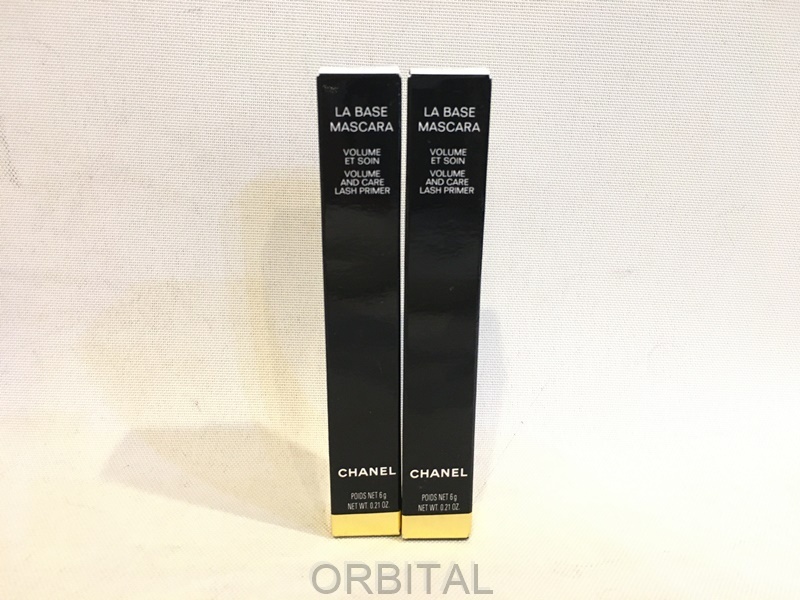 LA BASE
MASCARA
VOLUME
ET SOIN
VOLUME
AND CARE
LASH PRIMER
CHANEL
POIDS NET 6g
NET WT. 0.21 OZ.
LA BASE
MASCARA
VOLUME
ET SOIN
VOLUME
AND CARE
LASH PRIMER
CHANEL
POIDS NET 6g
NET WT. 0.21 OZ.
ORBITAL